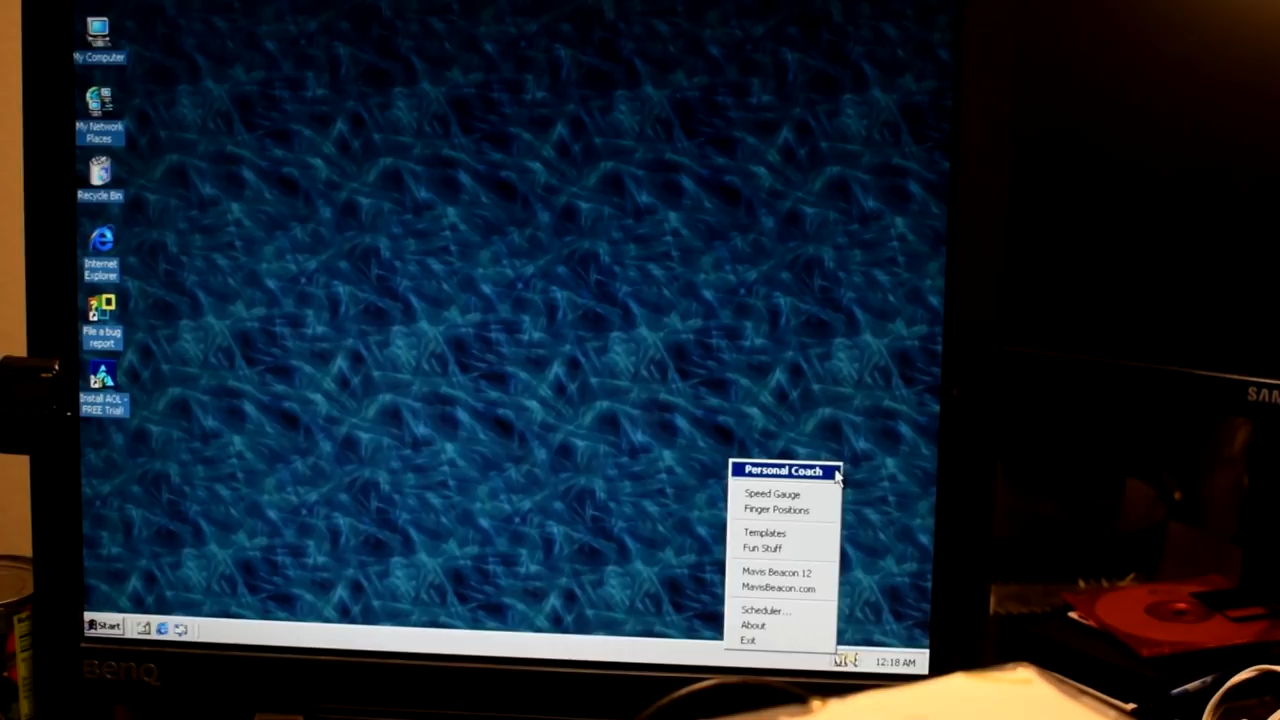 My Computer
My Network
Places
Recycle Bin
Internet
Explorer
File a bug
report
Install AOL -
FREE Trial!
Personal Coach
Speed Gauge
Finger Positions
Templates
Fun Stuff
Mavis Beacon 12
MavisBeacon.com
Scheduler...
About
Exit
Start
12:18 AM
BenQ
SAM